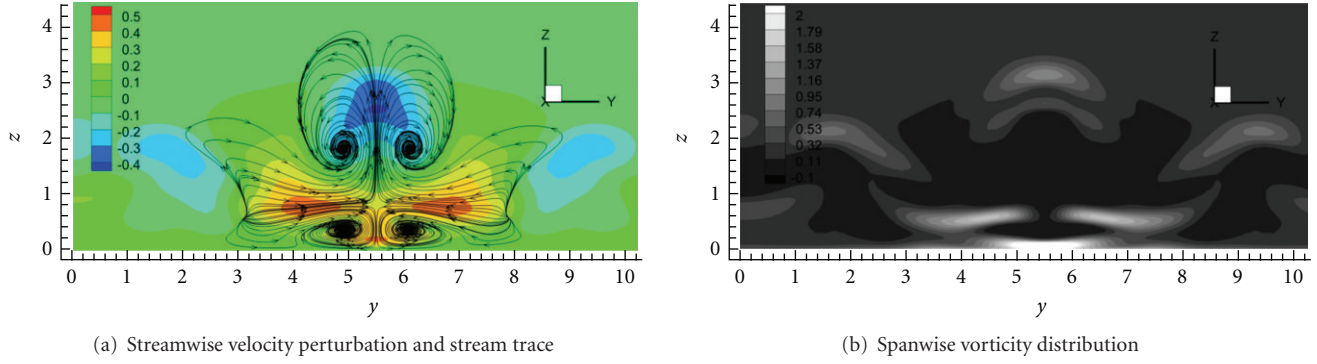 4
3
2
1
0
z
0.5
0.4
0.3
0.2
0.1
0
-0.1
-0.2
-0.3
-0.4
Z
X
Y
0 1 2 3 4 5 6 7 8 9 10
y
(a) Streamwise velocity perturbation and stream trace
4
3
2
1
0
z
2
1.79
1.58
1.37
1.16
0.95
0.74
0.53
0.32
0.11
-0.1
Z
X
Y
0 1 2 3 4 5 6 7 8 9 10
y
(b) Spanwise vorticity distribution